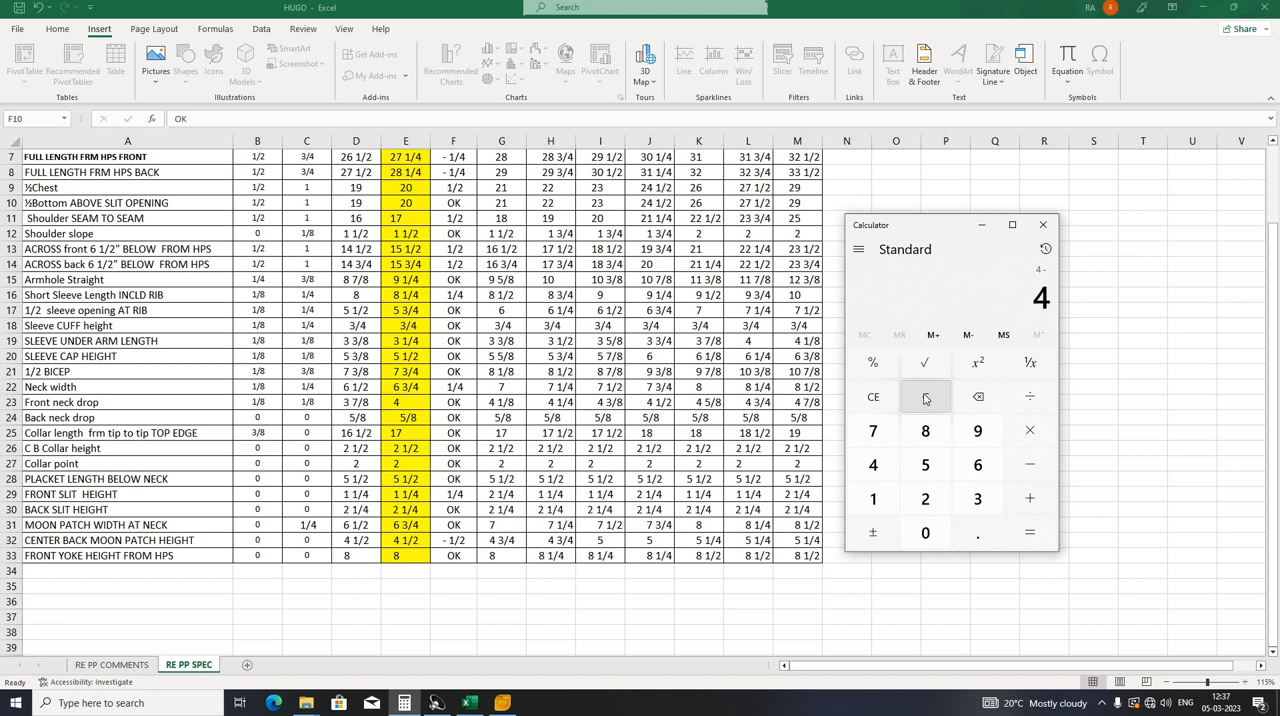 HUGO - Excel
Search
RA R
File Home Insert Page Layout Formulas Data Review View Help Share
PivotTable Recommended PivotTables Table
Tables
Pictures Shapes Icons 3D Models SmartArt Screenshot
Illustrations
Get Add-ins
My Add-ins
Add-ins
Recommended Charts Maps PivotChart
Charts
3D Map
Tours
Line Column Win/Loss
Sparklines
Slicer Timeline
Filters
Link
Links
Text Box Header & Footer WordArt Signature Line Object
Text
Equation Symbol
Symbols
F10 fx OK
A B C D E F G H I J K L M N O P Q R S T U V
7 FULL LENGTH FRM HPS FRONT 1/2 3/4 26 1/2 27 1/4 - 1/4 28 28 3/4 29 1/2 30 1/4 31 31 3/4 32 1/2
8 FULL LENGTH FRM HPS BACK 1/2 3/4 27 1/2 28 1/4 - 1/4 29 29 3/4 30 1/2 31 1/4 32 32 3/4 33 1/2
9 ½Chest 1/2 1 19 20 1/2 21 22 23 24 1/2 26 27 1/2 29
10 ½Bottom ABOVE SLIT OPENING 1/2 1 19 20 OK 21 22 23 24 1/2 26 27 1/2 29
11 Shoulder SEAM TO SEAM 1/2 1 16 17 1/2 18 19 20 21 1/4 22 1/2 23 3/4 25
12 Shoulder slope 0 1/8 1 1/2 1 1/2 OK 1 3/4 1 3/4 1 3/4 2 2 2 2
13 ACROSS front 6 1/2" BELOW FROM HPS 1/2 1 14 1/2 15 1/2 1/2 16 1/2 17 1/2 18 1/2 19 3/4 21 22 1/4 23 1/2
14 ACROSS back 6 1/2" BELOW FROM HPS 1/2 1 14 3/4 15 3/4 1/2 16 3/4 17 3/4 18 3/4 20 21 1/4 22 1/2 23 3/4
15 Armhole Straight 1/4 3/8 8 7/8 9 1/4 OK 9 5/8 10 10 3/8 10 7/8 11 3/8 11 7/8 12 3/8
16 Short Sleeve Length INCLD RIB 1/8 1/4 8 8 1/4 1/4 8 1/2 8 3/4 9 9 1/4 9 1/2 9 3/4 10
17 1/2 sleeve opening AT RIB 1/8 1/4 5 1/2 5 3/4 OK 6 6 1/4 6 1/2 6 3/4 7 7 1/4 7 1/2
18 Sleeve CUFF height 3/4 3/4 OK 3/4 3/4 3/4 3/4 3/4 3/4 3/4
19 SLEEVE UNDER ARM LENGTH 1/8 1/8 3 3/8 3 1/4 OK 3 3/8 3 1/2 3 5/8 3 3/4 3 7/8 4 4 1/8
20 SLEEVE CAP HEIGHT 1/8 1/8 5 3/8 5 1/2 OK 5 5/8 5 3/4 5 7/8 6 6 1/8 6 1/4 6 3/8
21 1/2 BICEP 1/8 3/8 7 3/8 7 3/4 OK 8 1/8 8 1/2 8 7/8 9 3/8 9 7/8 10 3/8 10 7/8
22 Neck width 1/8 1/4 6 1/2 6 3/4 1/4 7 7 1/4 7 1/2 7 3/4 8 8 1/4 8 1/2
23 Front neck drop 1/8 1/8 3 7/8 4 OK 4 1/8 4 1/4 4 3/8 4 1/2 4 5/8 4 3/4 4 7/8
24 Back neck drop 0 0 5/8 5/8 OK 5/8 5/8 5/8 5/8 5/8 5/8 5/8
25 Collar length frm tip to tip TOP EDGE 3/8 0 16 1/2 17 OK 17 17 1/2 17 1/2 18 18 18 1/2 19
26 C B Collar height 0 0 2 1/2 2 1/2 OK 2 1/2 2 1/2 2 1/2 2 1/2 2 1/2 2 1/2 2 1/2
27 Collar point 0 0 2 2 OK 2 2 2 2 2 2 2
28 PLACKET LENGTH BELOW NECK 0 0 5 1/2 5 1/2 OK 5 1/2 5 1/2 5 1/2 5 1/2 5 1/2 5 1/2 5 1/2
29 FRONT SLIT HEIGHT 0 0 1 1/4 1 1/4 1/4 1 1/4 1 1/4 1 1/4 2 1/4 2 1/4 2 1/4 2 1/4
30 BACK SLIT HEIGHT 0 0 2 1/4 2 1/4 OK 2 1/4 2 1/4 2 1/4 2 1/4 2 1/4 2 1/4 2 1/4
31 MOON PATCH WIDTH AT NECK 0 1/4 6 1/2 6 3/4 OK 7 7 1/4 7 1/2 7 3/4 8 8 1/4 8 1/2
32 CENTER BACK MOON PATCH HEIGHT 0 0 4 1/2 4 1/2 - 1/2 4 3/4 4 3/4 5 5 5 1/4 5 1/4 5 1/4
33 FRONT YOKE HEIGHT FROM HPS 0 0 8 8 OK 8 8 1/4 8 1/4 8 1/4 8 1/2 8 1/2 8 1/2
34
35
36
37
38
39
Calculator
Standard
4 -
4
MC MR M+ M- MS M˅
% √ x² ¹/x
CE ÷
7 8 9 ×
4 5 6 −
1 2 3 +
± 0 . =
RE PP COMMENTS RE PP SPEC
Ready Accessibility: Investigate 115%
Type here to search
20°C Mostly cloudy ENG 12:37
05-03-2023 2